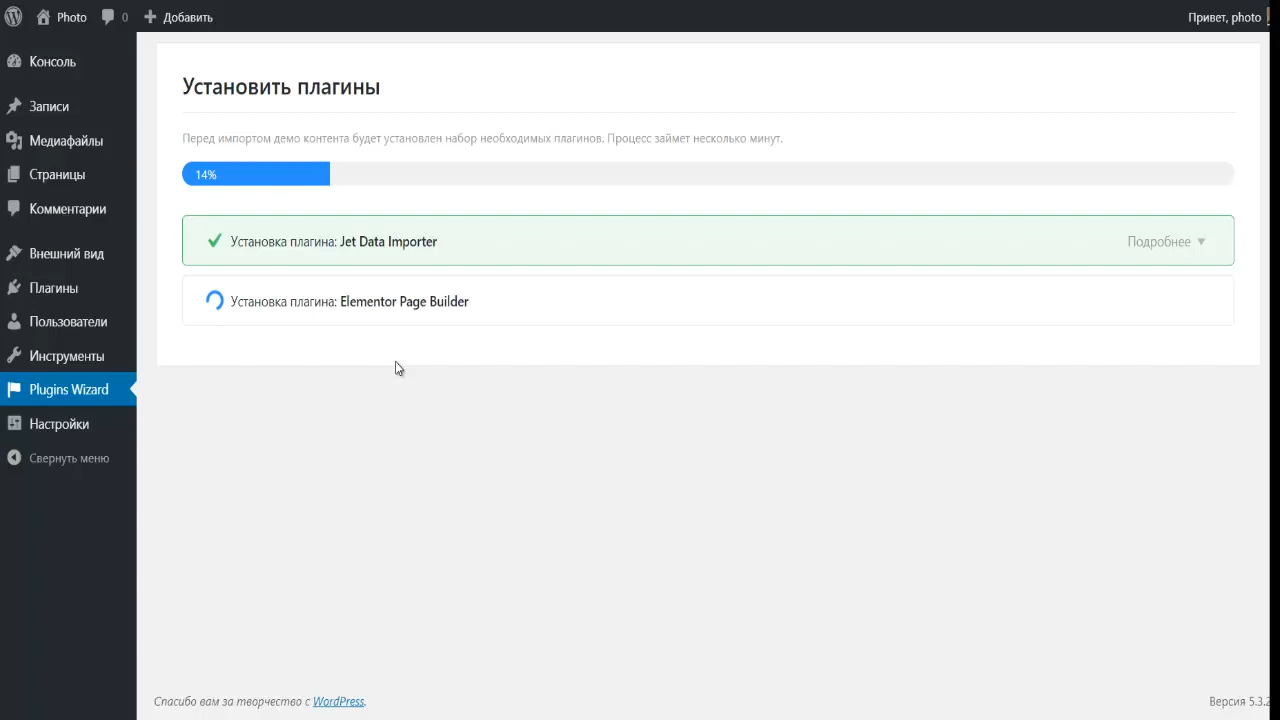 Photo 0 Добавить Привет, photo
Консоль
Записи
Медиафайлы
Страницы
Комментарии
Внешний вид
Плагины
Пользователи
Инструменты
Plugins Wizard
Настройки
Свернуть меню
Установить плагины
Перед импортом демо контента будет установлен набор необходимых плагинов. Процесс займет несколько минут.
14%
Установка плагина: Jet Data Importer Подробнее ▼
Установка плагина: Elementor Page Builder
Спасибо вам за творчество с WordPress. Версия 5.3.2